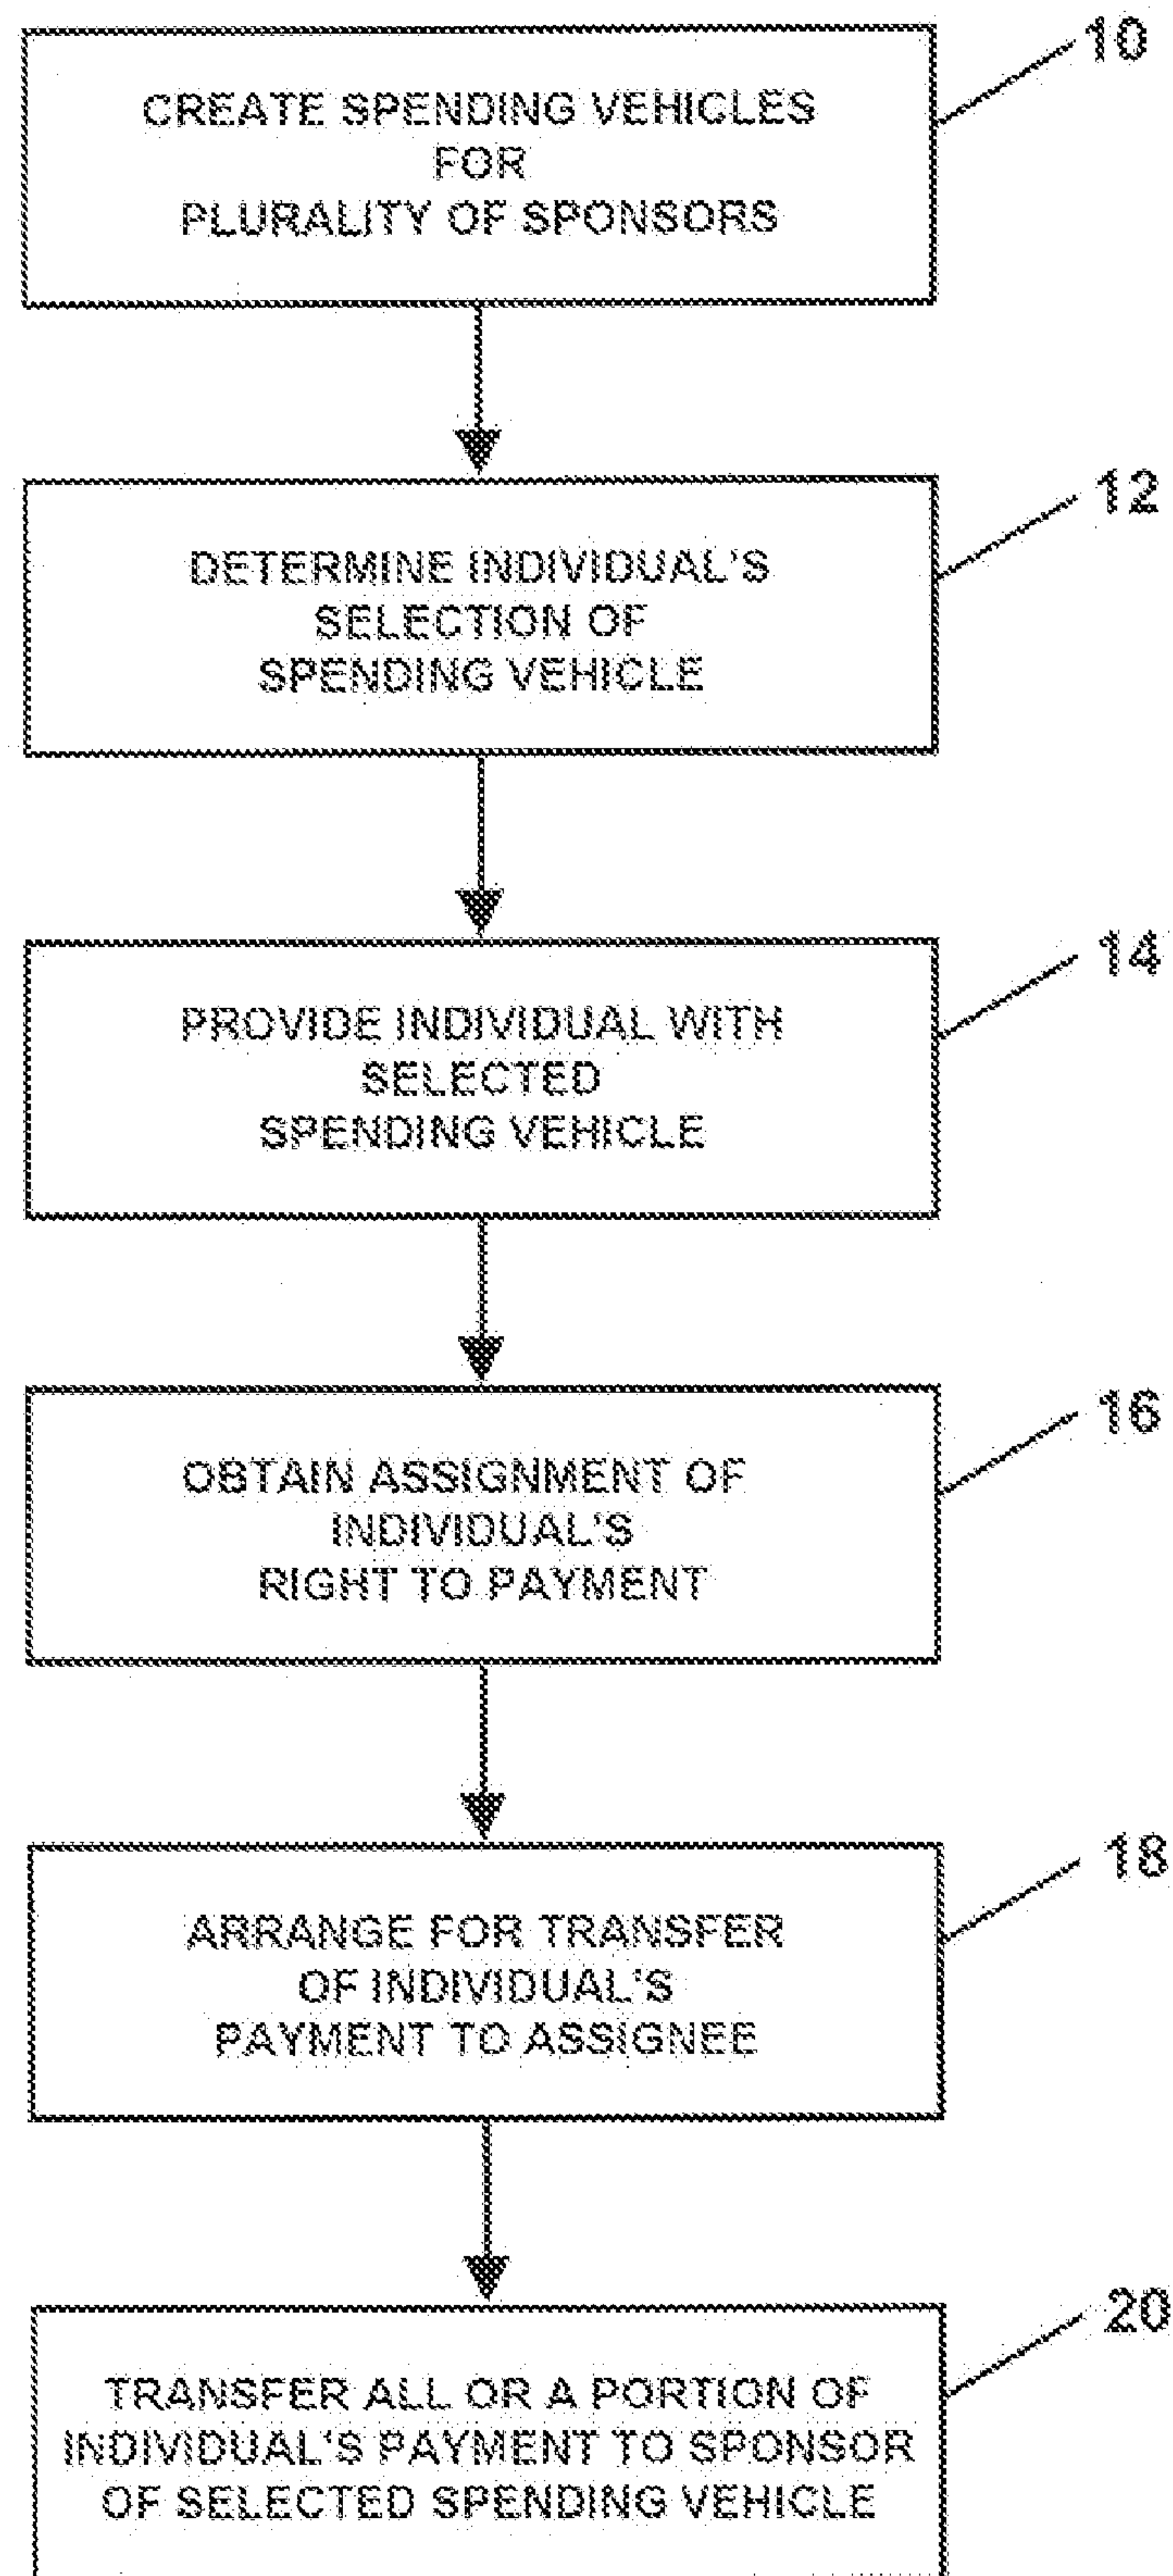 10
CREATE SPENDING VEHICLES
FOR
PLURALITY OF SPONSORS
12
DETERMINE INDIVIDUAL'S
SELECTION OF
SPENDING VEHICLE
14
PROVIDE INDIVIDUAL WITH
SELECTED
SPENDING VEHICLE
16
OBTAIN ASSIGNMENT OF
INDIVIDUAL'S
RIGHT TO PAYMENT
18
ARRANGE FOR TRANSFER
OF INDIVIDUAL'S
PAYMENT TO ASSIGNEE
20
TRANSFER ALL OR A PORTION OF
INDIVIDUAL'S PAYMENT TO SPONSOR
OF SELECTED SPENDING VEHICLE